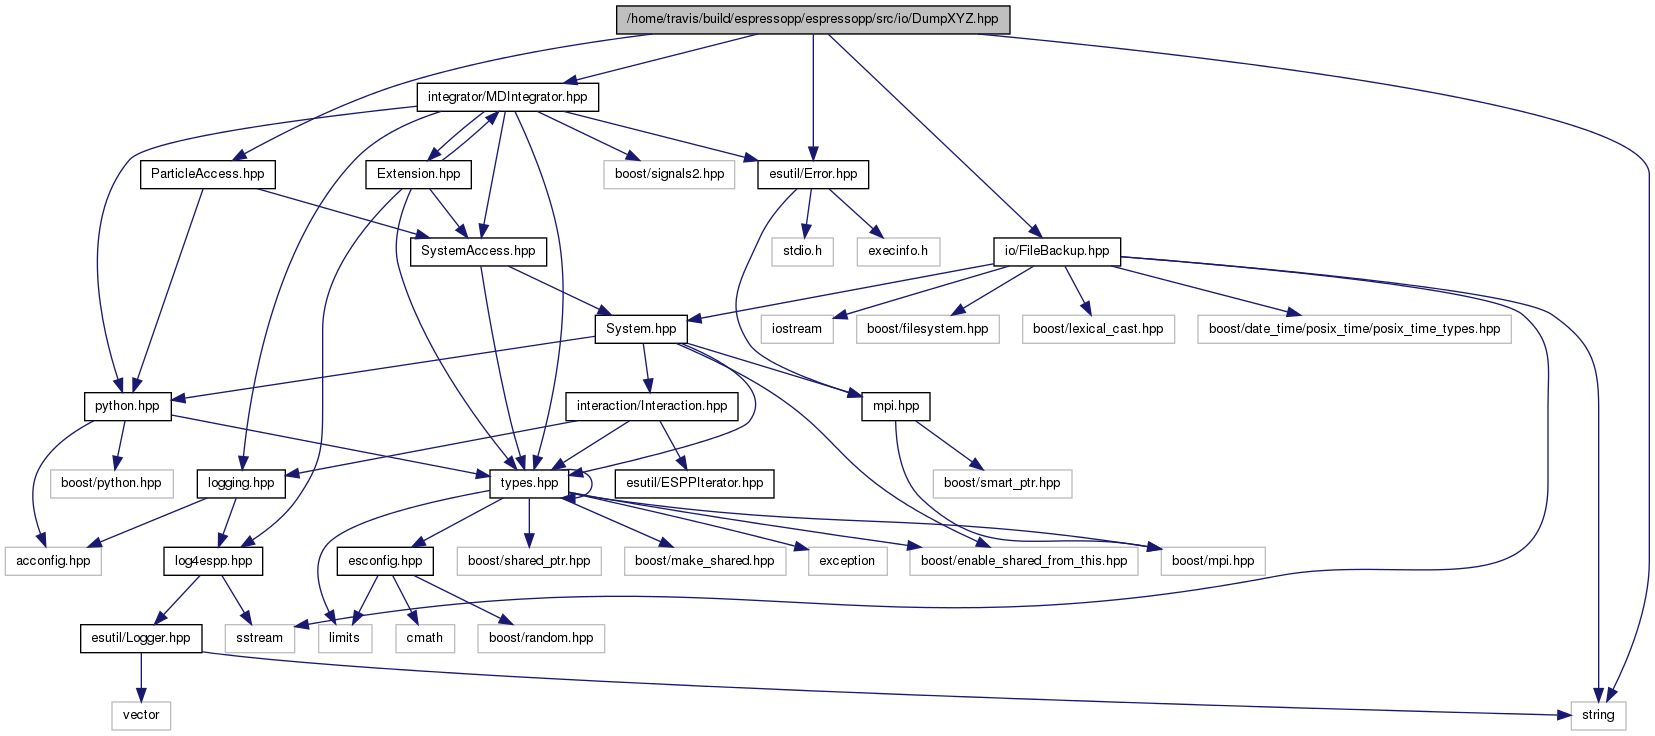 /home/travis/build/espressopp/espressopp/src/io/DumpXYZ.hpp
integrator/MDIntegrator.hpp
ParticleAccess.hpp
Extension.hpp
boost/signals2.hpp
esutil/Error.hpp
SystemAccess.hpp
stdio.h
execinfo.h
io/FileBackup.hpp
System.hpp
iostream
boost/filesystem.hpp
boost/lexical_cast.hpp
boost/date_time/posix_time/posix_time_types.hpp
python.hpp
interaction/Interaction.hpp
mpi.hpp
boost/python.hpp
logging.hpp
types.hpp
esutil/ESPPIterator.hpp
boost/smart_ptr.hpp
acconfig.hpp
log4espp.hpp
esconfig.hpp
boost/shared_ptr.hpp
boost/make_shared.hpp
exception
boost/enable_shared_from_this.hpp
boost/mpi.hpp
esutil/Logger.hpp
sstream
limits
cmath
boost/random.hpp
vector
string